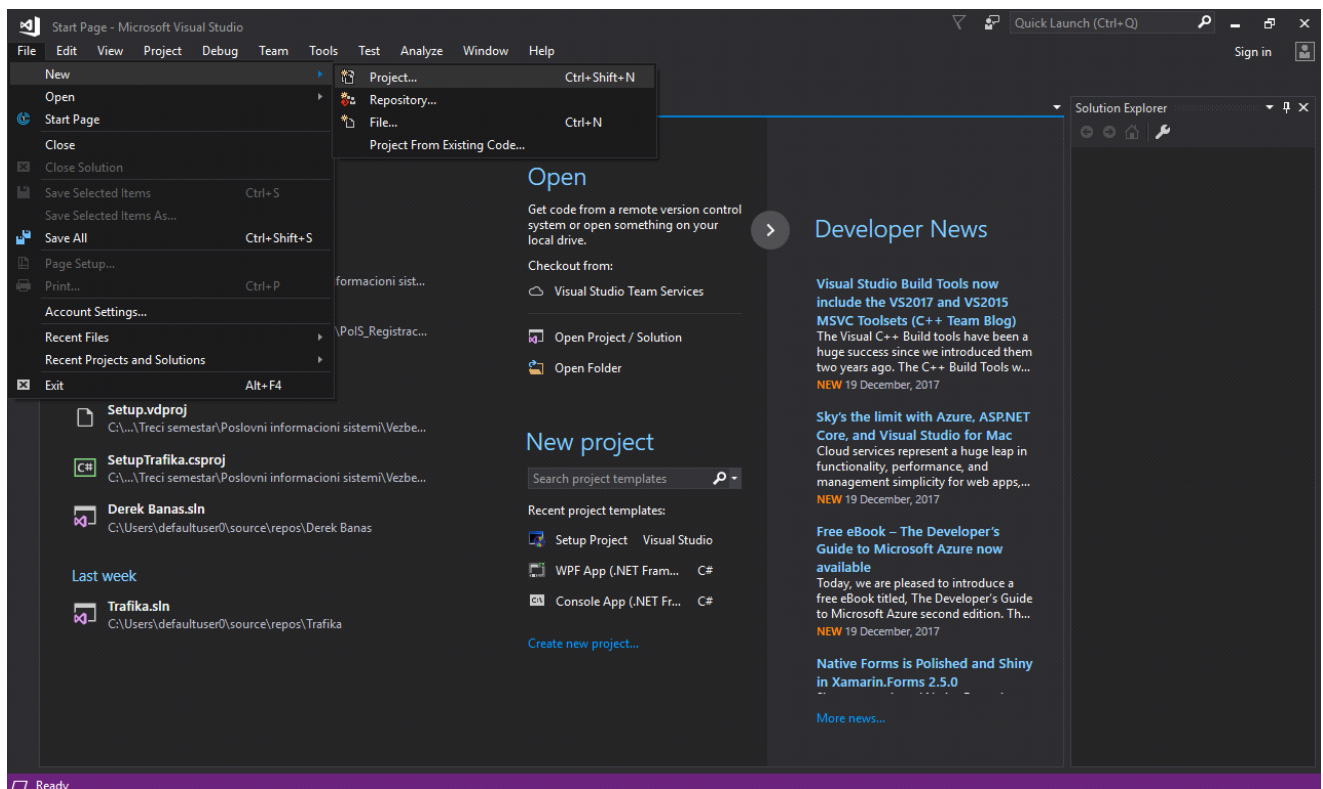 Start Page - Microsoft Visual Studio
Quick Launch (Ctrl+Q)
File Edit View Project Debug Team Tools Test Analyze Window Help
Sign in
New
Open
Start Page
Close
Close Solution
Save Selected Items Ctrl+S
Save Selected Items As...
Save All Ctrl+Shift+S
Page Setup...
Print... Ctrl+P
Account Settings...
Recent Files
Recent Projects and Solutions
Exit Alt+F4
Project... Ctrl+Shift+N
Repository...
File... Ctrl+N
Project From Existing Code...
formacioni sist...
\PoIS_Registrac...
Setup.vdproj
C:\...\Treci semestar\Poslovni informacioni sistemi\Vezbe...
SetupTrafika.csproj
C:\...\Treci semestar\Poslovni informacioni sistemi\Vezbe...
Derek Banas.sln
C:\Users\defaultuser0\source\repos\Derek Banas
Last week
Trafika.sln
C:\Users\defaultuser0\source\repos\Trafika
Open
Get code from a remote version control
system or open something on your
local drive.
Checkout from:
Visual Studio Team Services
Open Project / Solution
Open Folder
New project
Search project templates
Recent project templates:
Setup Project Visual Studio
WPF App (.NET Fram... C#
Console App (.NET Fr... C#
Create new project...
Developer News
Visual Studio Build Tools now
include the VS2017 and VS2015
MSVC Toolsets (C++ Team Blog)
The Visual C++ Build tools have been a
huge success since we introduced them
two years ago. The C++ Build Tools w...
NEW 19 December, 2017
Sky's the limit with Azure, ASP.NET
Core, and Visual Studio for Mac
Cloud services represent a huge leap in
functionality, performance, and
management simplicity for web apps,...
NEW 19 December, 2017
Free eBook – The Developer's
Guide to Microsoft Azure now
available
Today, we are pleased to introduce a
free eBook titled, The Developer's Guide
to Microsoft Azure second edition. Th...
NEW 19 December, 2017
Native Forms is Polished and Shiny
in Xamarin.Forms 2.5.0
More news...
Solution Explorer
Ready